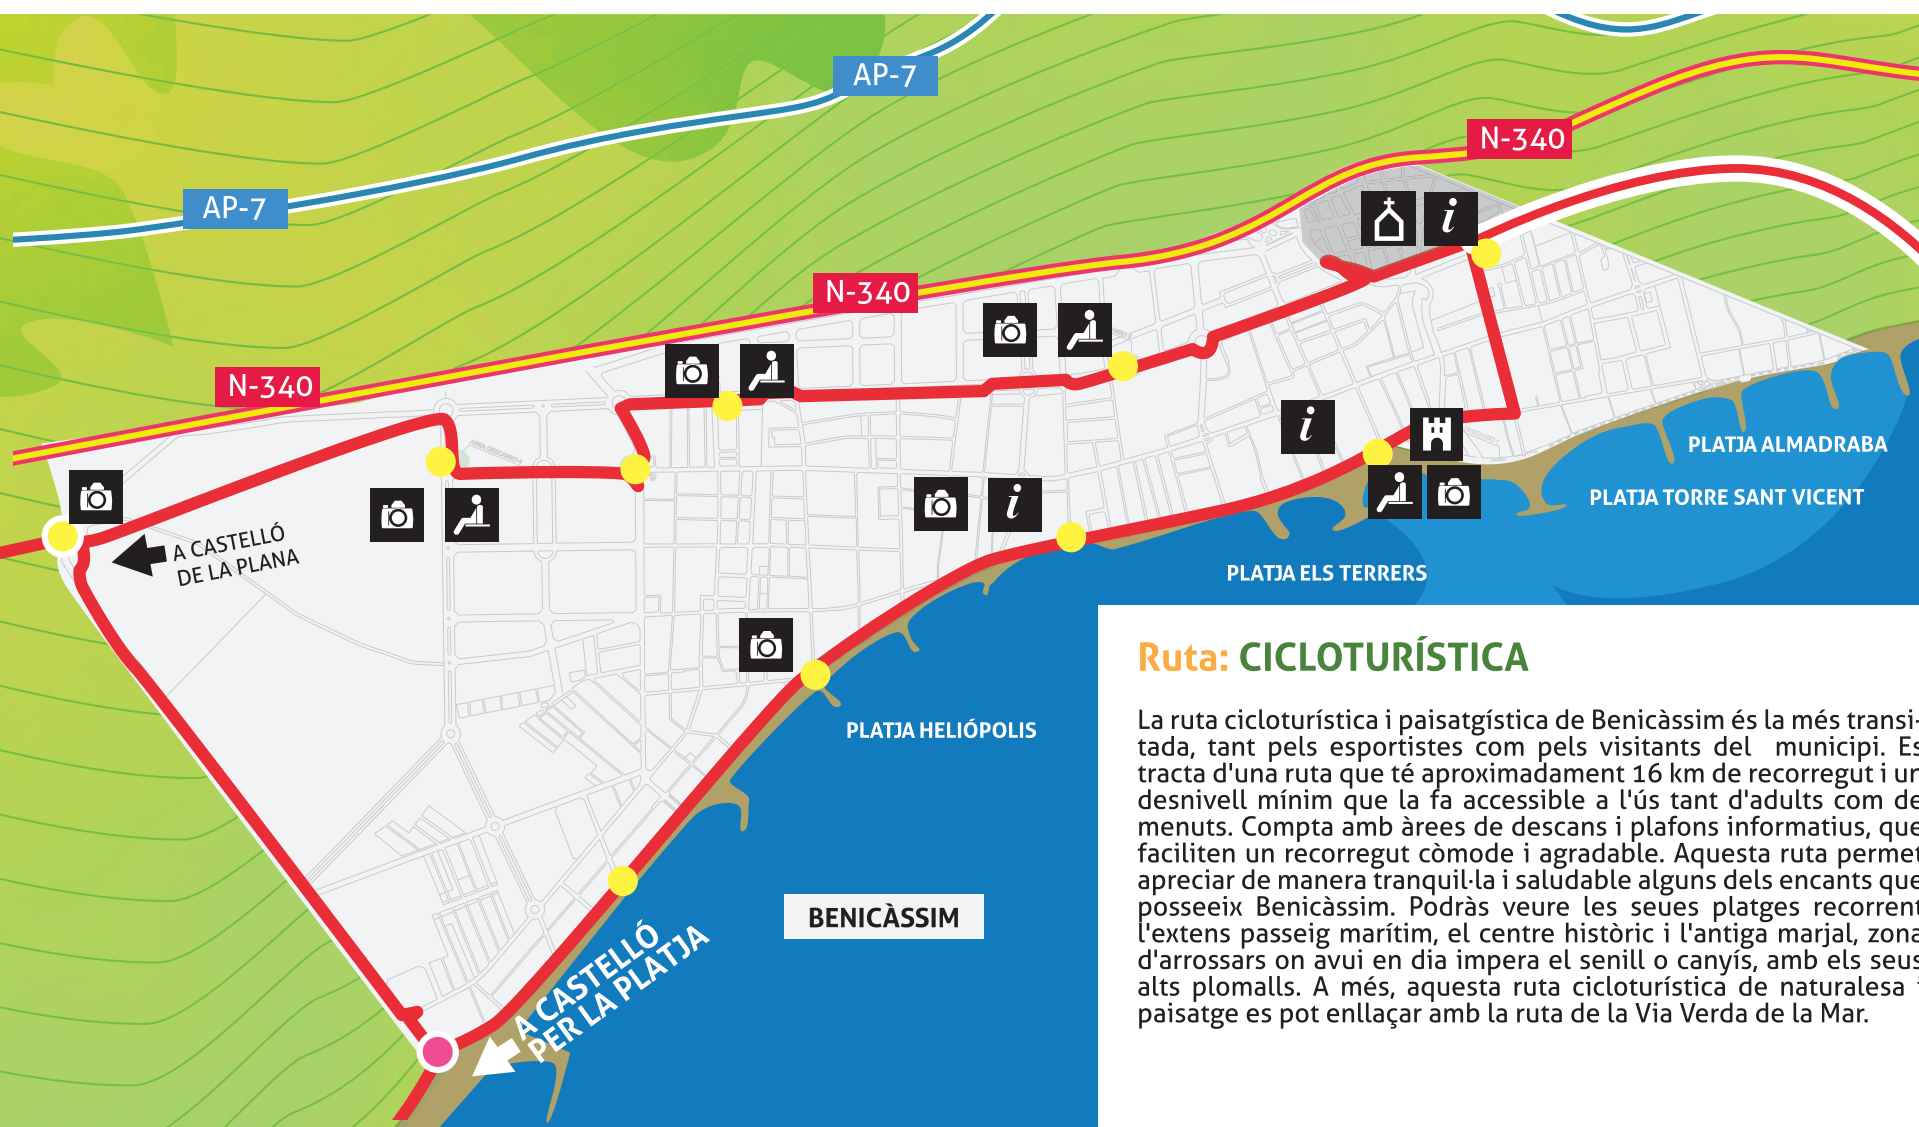 AP-7
AP-7
N-340
N-340
N-340
A CASTELLÓ
DE LA PLANA
PLATJA ALMADRABA
PLATJA TORRE SANT VICENT
PLATJA ELS TERRERS
PLATJA HELIÓPOLIS
BENICÀSSIM
A CASTELLÓ
PER LA PLATJA
Ruta: CICLOTURÍSTICA
La ruta cicloturística i paisatgística de Benicàssim és la més transi-
tada, tant pels esportistes com pels visitants del municipi. Es
tracta d'una ruta que té aproximadament 16 km de recorregut i un
desnivell mínim que la fa accessible a l'ús tant d'adults com de
menuts. Compta amb àrees de descans i plafons informatius, que
faciliten un recorregut còmode i agradable. Aquesta ruta permet
apreciar de manera tranquil·la i saludable alguns dels encants que
posseeix Benicàssim. Podràs veure les seues platges recorrent
l'extens passeig marítim, el centre històric i l'antiga marjal, zona
d'arrossars on avui en dia impera el senill o canyís, amb els seus
alts plomalls. A més, aquesta ruta cicloturística de naturalesa i
paisatge es pot enllaçar amb la ruta de la Via Verda de la Mar.